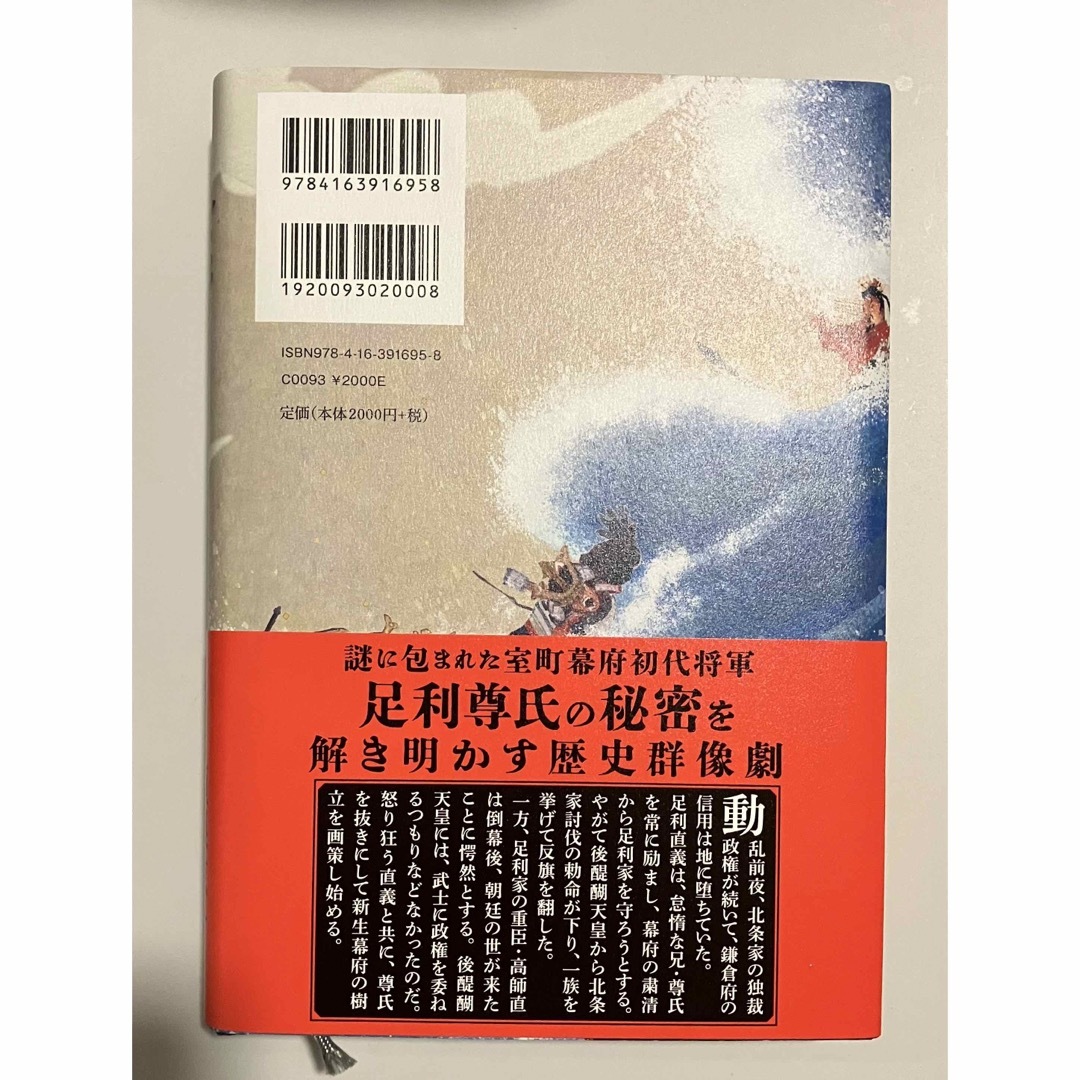 9784163916958
1920093020008
ISBN978-4-16-391695-8
C0093 ¥2000E
定価(本体2000円+税)
謎に包まれた室町幕府初代将軍
足利尊氏の秘密を
解き明かす歴史群像劇
動乱前夜、北条家の独裁
政権が続いて、鎌倉府の
信用は地に堕ちていた。
足利直義は、怠惰な兄・尊氏
を常に励まし、幕府の粛清
から足利家を守ろうとする。
やがて後醍醐天皇から北条
家討伐の勅命が下り、一族を
挙げて反旗を翻した。
一方、足利家の重臣・高師直
は倒幕後、朝廷の世が来た
ことに愕然とする。後醍醐
天皇には、武士に政権を委ね
るつもりなどなかったのだ。
怒り狂う直義と共に、尊氏
を抜きにして新生幕府の樹
立を画策し始める。